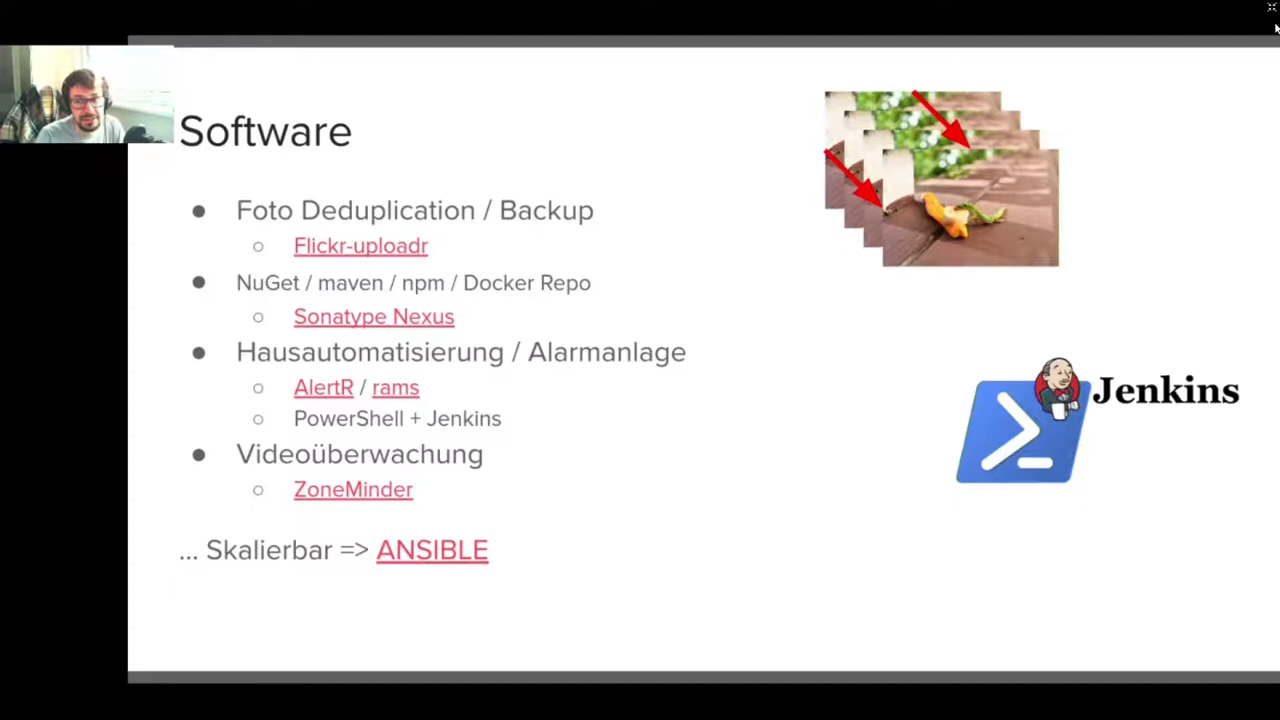 Software
● Foto Deduplication / Backup
○ Flickr-uploadr
● NuGet / maven / npm / Docker Repo
○ Sonatype Nexus
● Hausautomatisierung / Alarmanlage
○ AlertR / rams
○ PowerShell + Jenkins
● Videoüberwachung
○ ZoneMinder
... Skalierbar => ANSIBLE
Jenkins